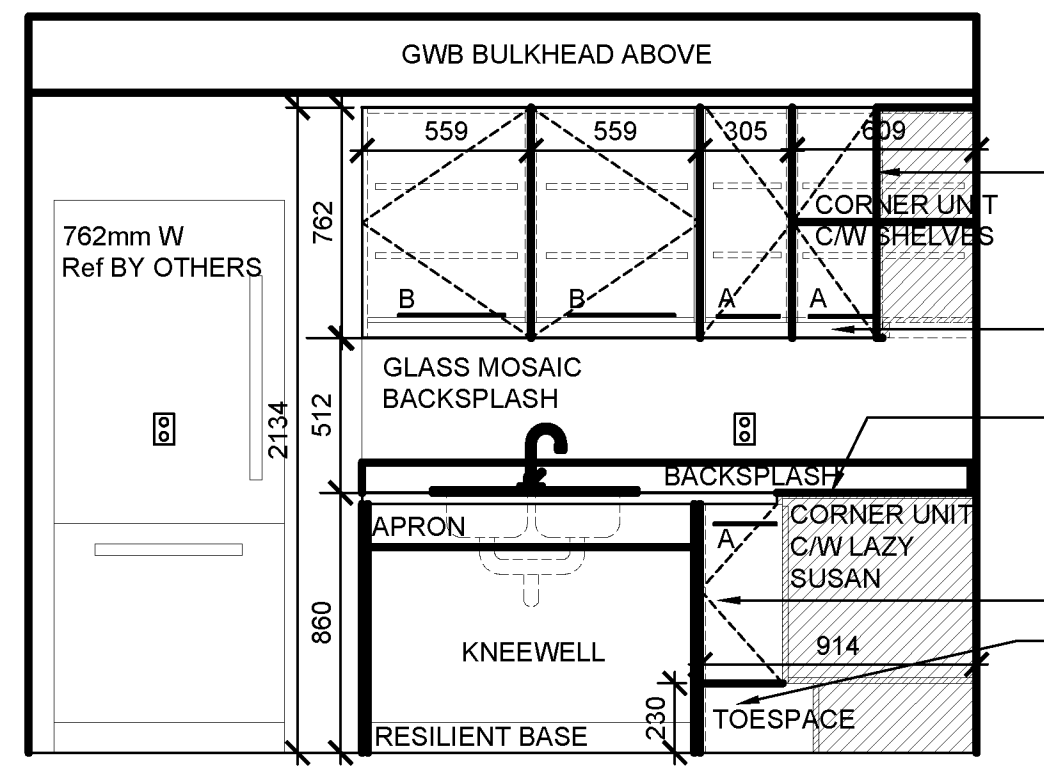 GWB BULKHEAD ABOVE
559
559
305
609
762mm W
Ref BY OTHERS
762
CORNER UNIT
C/W SHELVES
B
B
A
A
GLASS MOSAIC
BACKSPLASH
2134
512
BACKSPLASH
APRON
A
CORNER UNIT
C/W LAZY
SUSAN
860
KNEEWELL
914
230
TOESPACE
RESILIENT BASE